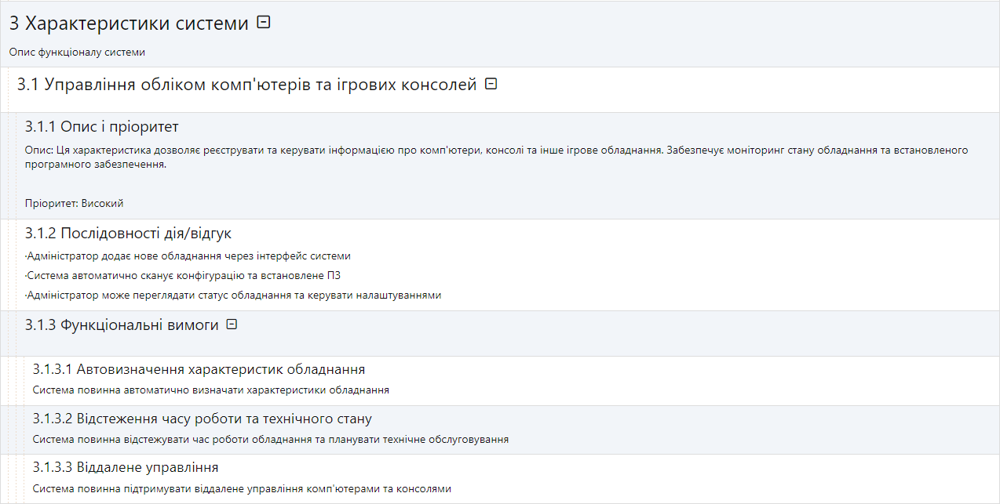 3 Характеристики системи
Опис функціоналу системи
3.1 Управління обліком комп'ютерів та ігрових консолей
3.1.1 Опис і пріоритет
Опис: Ця характеристика дозволяє реєструвати та керувати інформацією про комп'ютери, консолі та інше ігрове обладнання. Забезпечує моніторинг стану обладнання та встановленого
програмного забезпечення.
Пріоритет: Високий
3.1.2 Послідовності дія/відгук
·Адміністратор додає нове обладнання через інтерфейс системи
·Система автоматично сканує конфігурацію та встановлене ПЗ
·Адміністратор може переглядати статус обладнання та керувати налаштуваннями
3.1.3 Функціональні вимоги
3.1.3.1 Автовизначення характеристик обладнання
Система повинна автоматично визначати характеристики обладнання
3.1.3.2 Відстеження часу роботи та технічного стану
Система повинна відстежувати час роботи обладнання та планувати технічне обслуговування
3.1.3.3 Віддалене управління
Система повинна підтримувати віддалене управління комп'ютерами та консолями